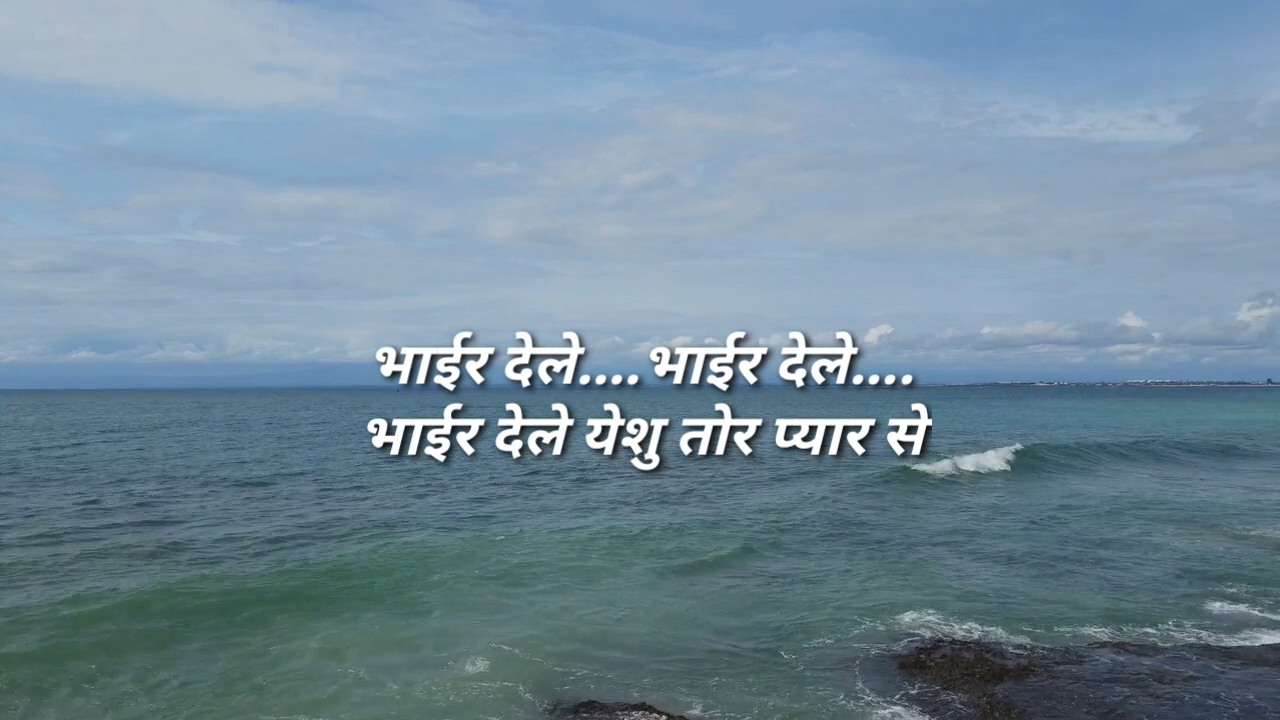 भाईर देले....भाईर देले....
भाईर देले येशु तोर प्यार से